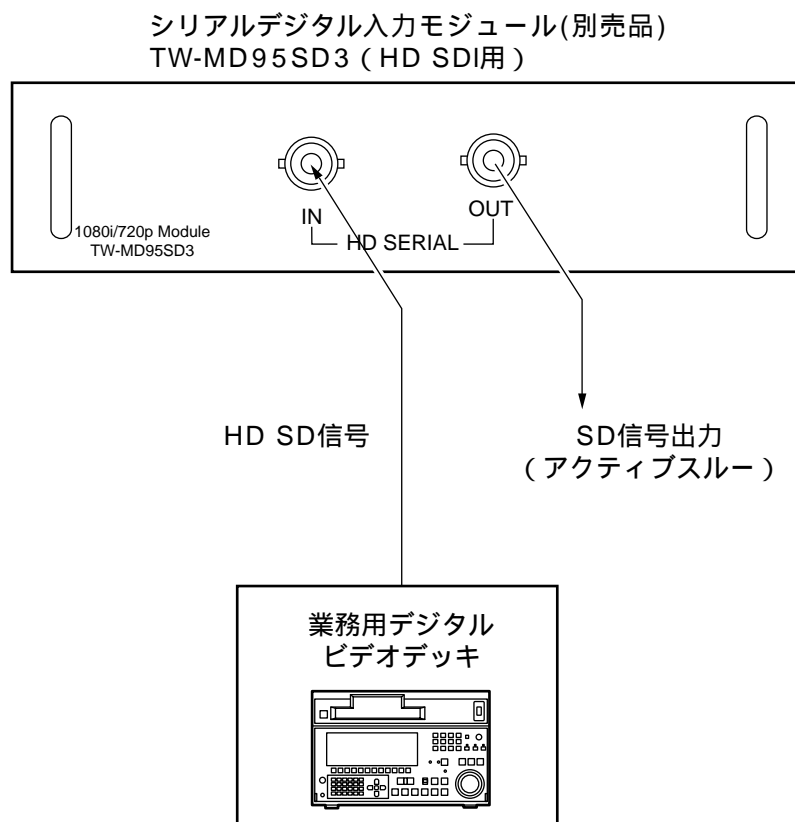 シリアルデジタル入力モジュール(別売品)
TW-MD95SD3（HD SDI用）
IN
OUT
HD SERIAL
1080i/720p Module
TW-MD95SD3
HD SD信号
SD信号出力
（アクティブスルー）
業務用デジタル
ビデオデッキ